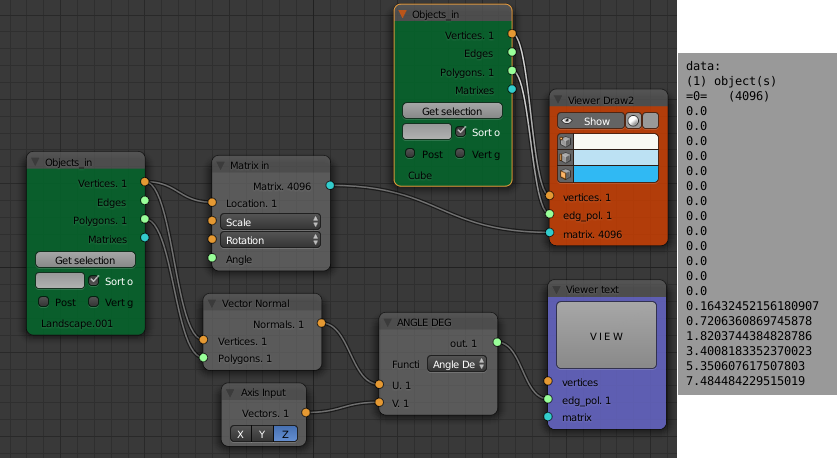 Objects_in
Vertices. 1
Edges
Polygons. 1
Matrixes
Get selection
Sort o
Post
Vert g
Cube
Viewer Draw2
Show
vertices. 1
edg_pol. 1
matrix. 4096
Objects_in
Vertices. 1
Edges
Polygons. 1
Matrixes
Get selection
Sort o
Post
Vert g
Landscape.001
Matrix in
Matrix. 4096
Location. 1
Scale
Rotation
Angle
Vector Normal
Normals. 1
Vertices. 1
Polygons. 1
Axis Input
Vectors. 1
X Y Z
ANGLE DEG
out. 1
Functi Angle De
U. 1
V. 1
Viewer text
VIEW
vertices
edg_pol. 1
matrix
data:
(1) object(s)
=0= (4096)
0.0
0.0
0.0
0.0
0.0
0.0
0.0
0.0
0.0
0.0
0.0
0.0
0.0
0.16432452156180907
0.7206360869745878
1.8203744384828786
3.4008183352370023
5.350607617507803
7.484484229515019